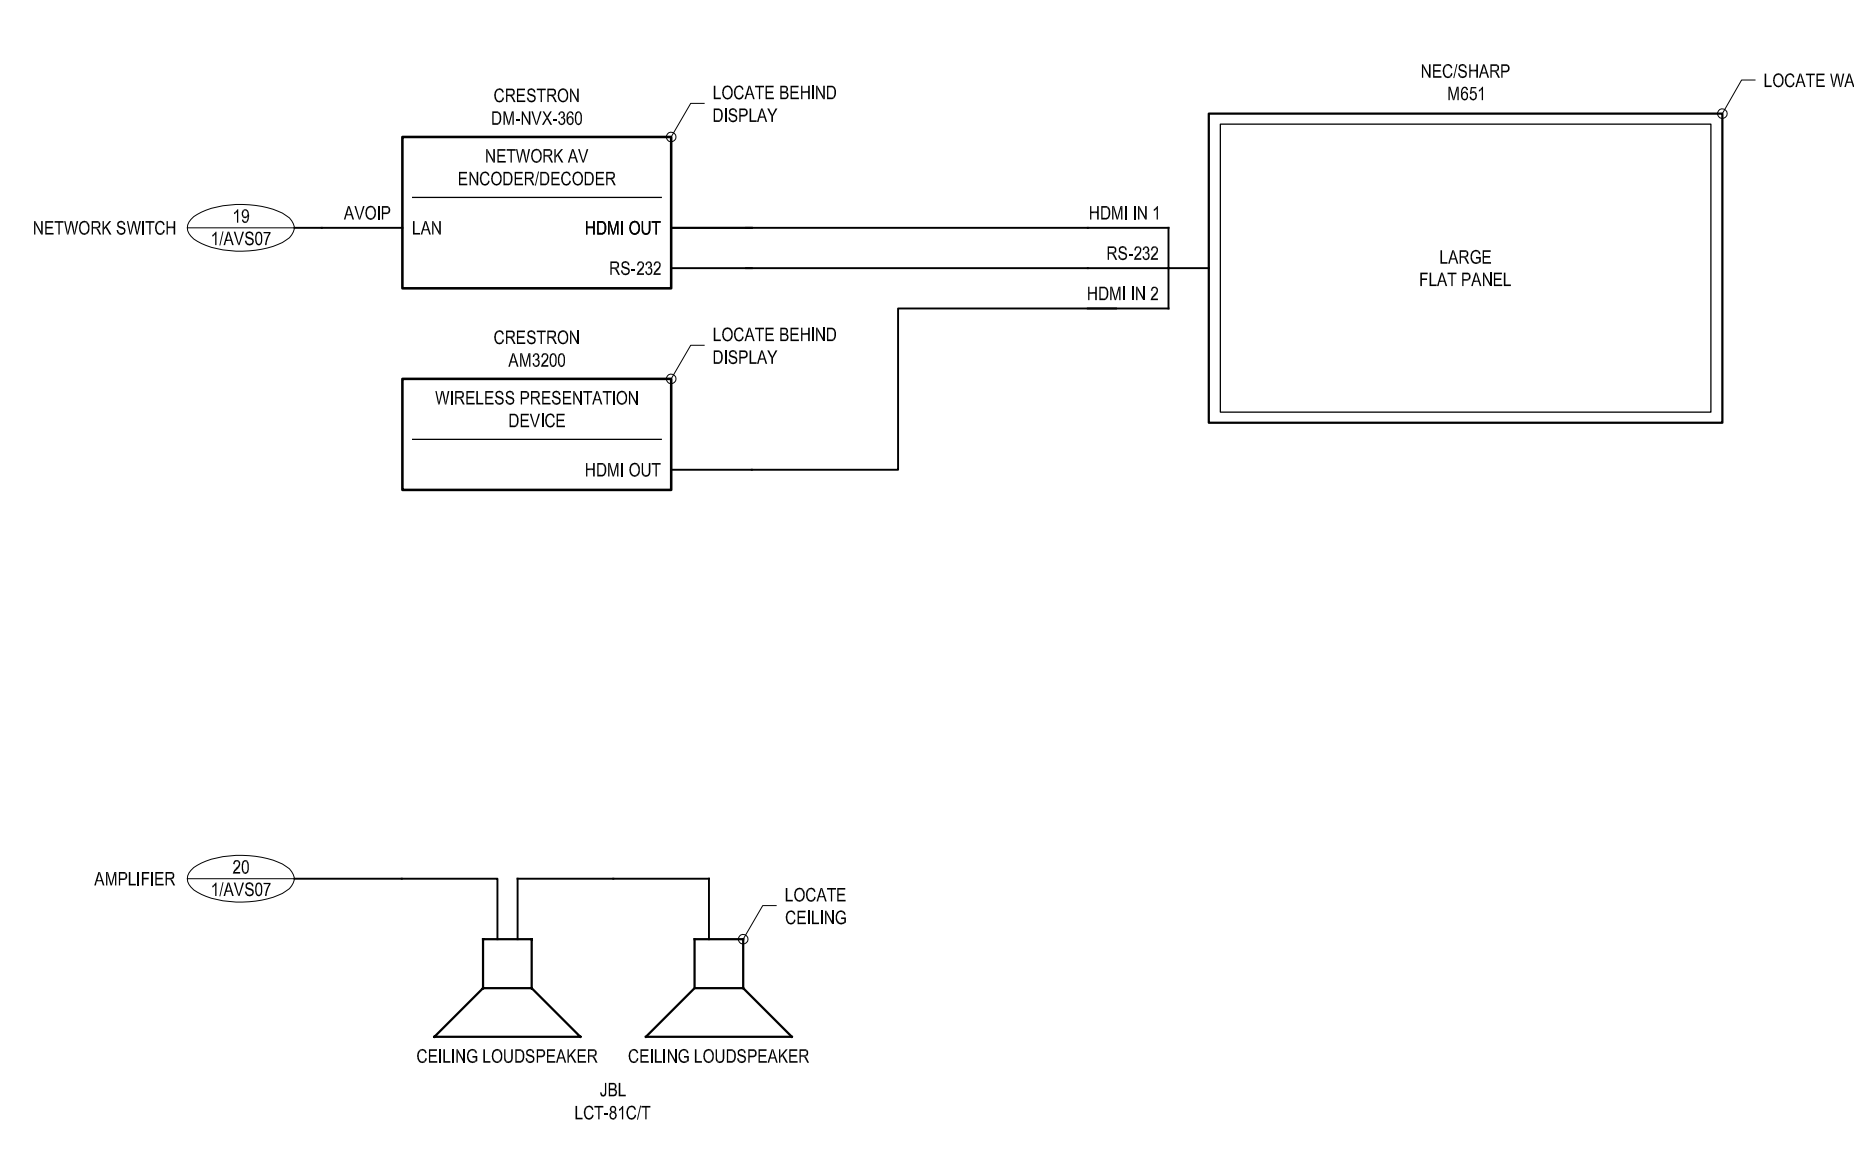 NEC/SHARP
M651
LOCATE WA
CRESTRON
DM-NVX-360
LOCATE BEHIND
DISPLAY
NETWORK AV
ENCODER/DECODER
NETWORK SWITCH
19
1/AVS07
AVOIP
LAN
HDMI OUT
RS-232
HDMI IN 1
RS-232
HDMI IN 2
LARGE
FLAT PANEL
CRESTRON
AM3200
LOCATE BEHIND
DISPLAY
WIRELESS PRESENTATION
DEVICE
HDMI OUT
AMPLIFIER
20
1/AVS07
LOCATE
CEILING
CEILING LOUDSPEAKER
CEILING LOUDSPEAKER
JBL
LCT-81C/T